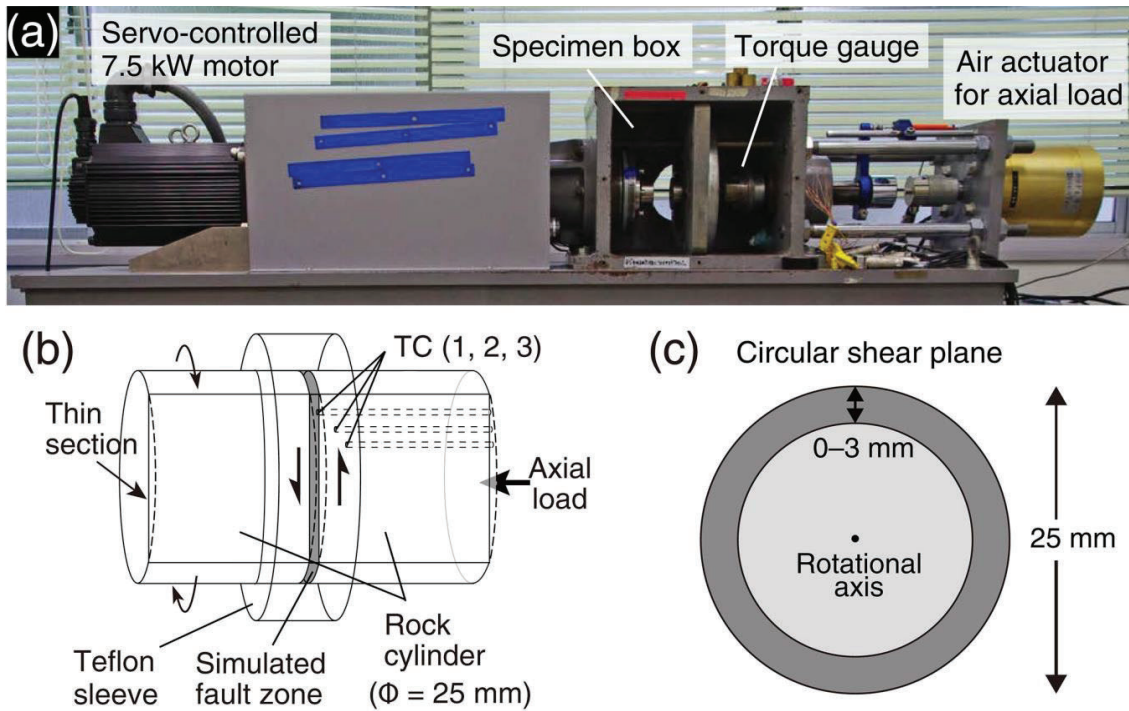 (a)
Servo-controlled
7.5 kW motor
Specimen box
Torque gauge
Air actuator
for axial load
(b)
TC (1, 2, 3)
Thin
section
Axial
load
Teflon
sleeve
Simulated
fault zone
Rock
cylinder
(Φ = 25 mm)
(c)
Circular shear plane
0–3 mm
25 mm
Rotational
axis